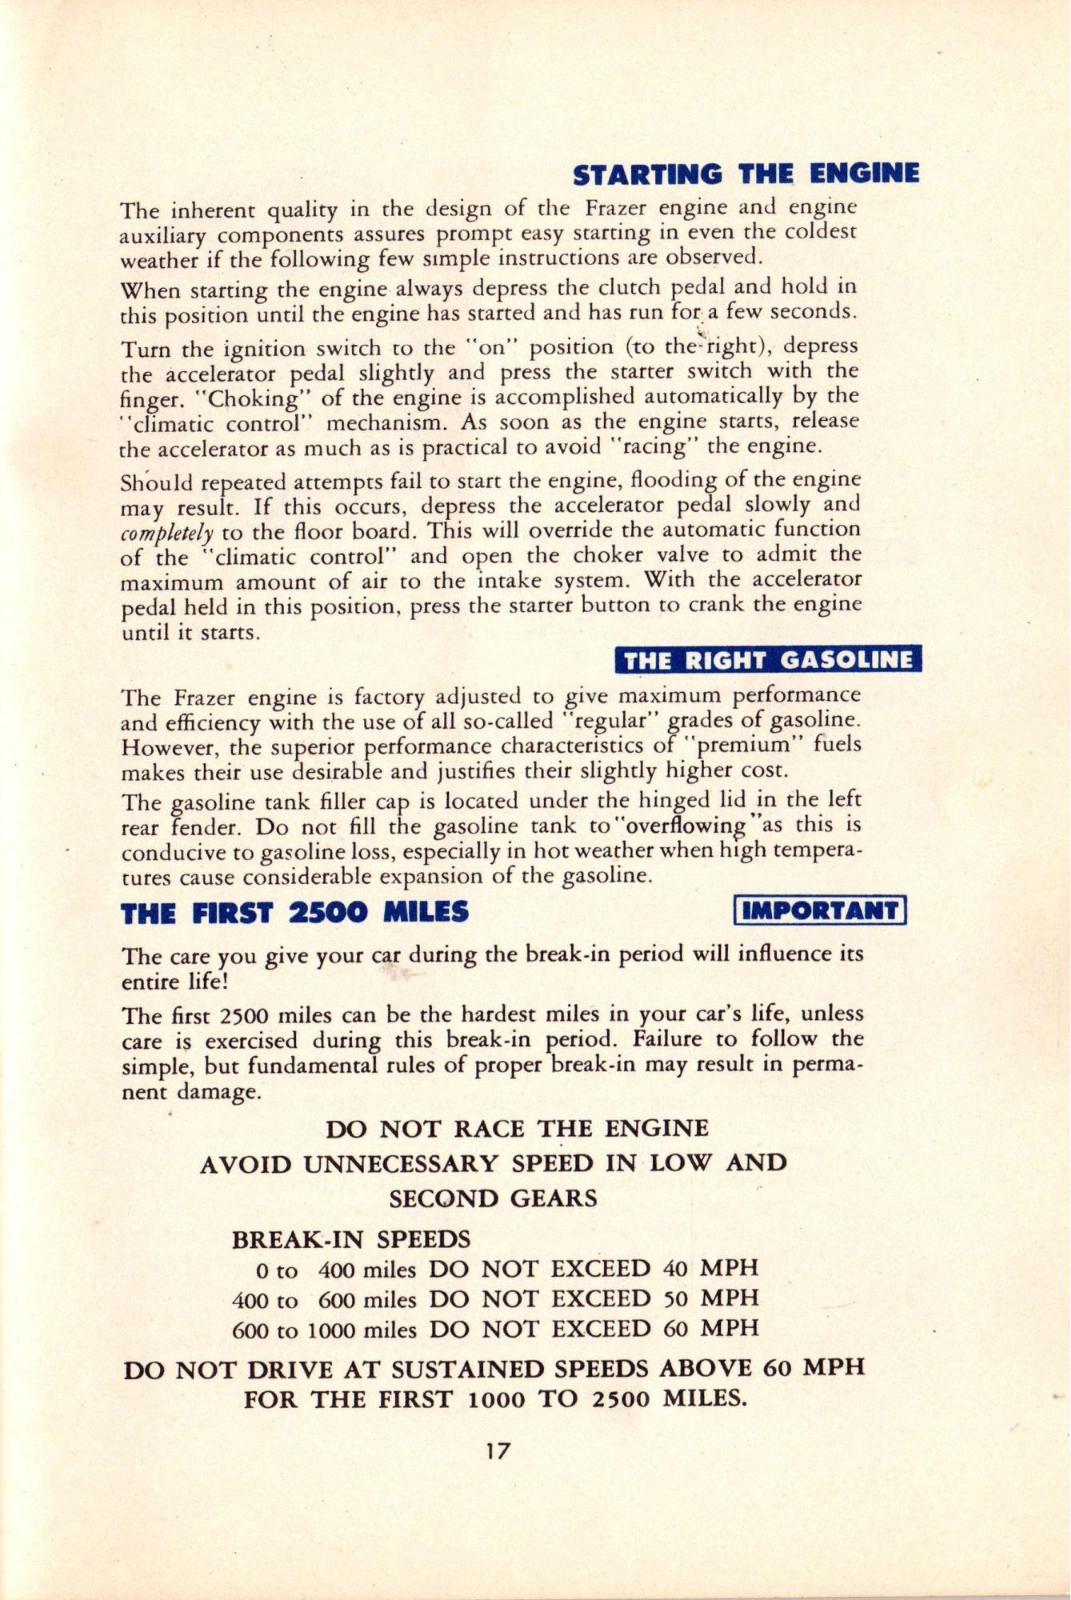 STARTING THE ENGINE
The inherent quality in the design of the Frazer engine and engine
auxiliary components assures prompt easy starting in even the coldest
weather if the following few simple instructions are observed.
When starting the engine always depress the clutch pedal and hold in
this position until the engine has started and has run for a few seconds.
Turn the ignition switch to the "on" position (to the right), depress
the accelerator pedal slightly and press the starter switch with the
finger. "Choking" of the engine is accomplished automatically by the
"climatic control" mechanism. As soon as the engine starts, release
the accelerator as much as is practical to avoid "racing" the engine.
Should repeated attempts fail to start the engine, flooding of the engine
may result. If this occurs, depress the accelerator pedal slowly and
completely to the floor board. This will override the automatic function
of the "climatic control" and open the choker valve to admit the
maximum amount of air to the intake system. With the accelerator
pedal held in this position, press the starter button to crank the engine
until it starts.
THE RIGHT GASOLINE
The Frazer engine is factory adjusted to give maximum performance
and efficiency with the use of all so-called "regular" grades of gasoline.
However, the superior performance characteristics of "premium" fuels
makes their use desirable and justifies their slightly higher cost.
The gasoline tank filler cap is located under the hinged lid in the left
rear fender. Do not fill the gasoline tank to "overflowing" as this is
conducive to gasoline loss, especially in hot weather when high tempera-
tures cause considerable expansion of the gasoline.
THE FIRST 2500 MILES IMPORTANT
The care you give your car during the break-in period will influence its
entire life!
The first 2500 miles can be the hardest miles in your car's life, unless
care is exercised during this break-in period. Failure to follow the
simple, but fundamental rules of proper break-in may result in perma-
nent damage.
DO NOT RACE THE ENGINE
AVOID UNNECESSARY SPEED IN LOW AND
SECOND GEARS
BREAK-IN SPEEDS
0 to 400 miles DO NOT EXCEED 40 MPH
400 to 600 miles DO NOT EXCEED 50 MPH
600 to 1000 miles DO NOT EXCEED 60 MPH
DO NOT DRIVE AT SUSTAINED SPEEDS ABOVE 60 MPH
FOR THE FIRST 1000 TO 2500 MILES.
17